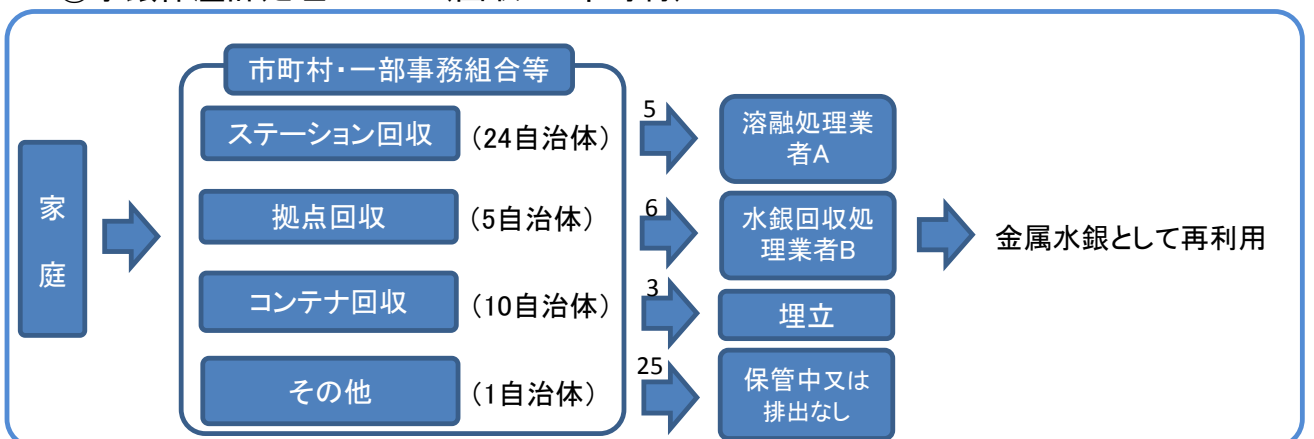 市町村・一部事務組合等
家
庭
ステーション回収
(24自治体)
5
溶融処理業
者A
拠点回収
(5自治体)
6
水銀回収処
理業者B
金属水銀として再利用
コンテナ回収
(10自治体)
3
埋立
その他
(1自治体)
25
保管中又は
排出なし